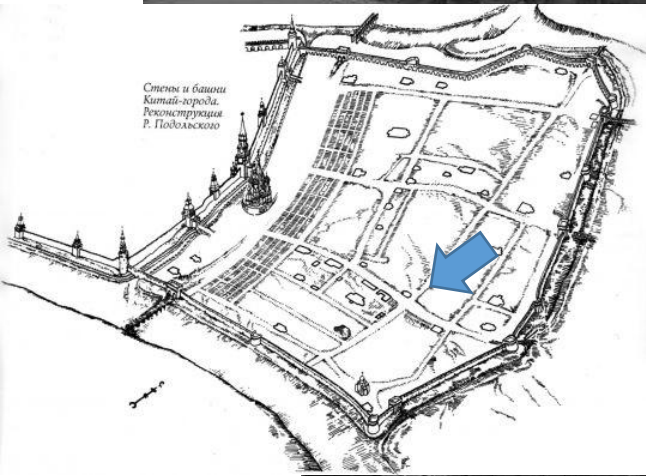 Стены и башни
Китай-города.
Реконструкция
Р. Подольского